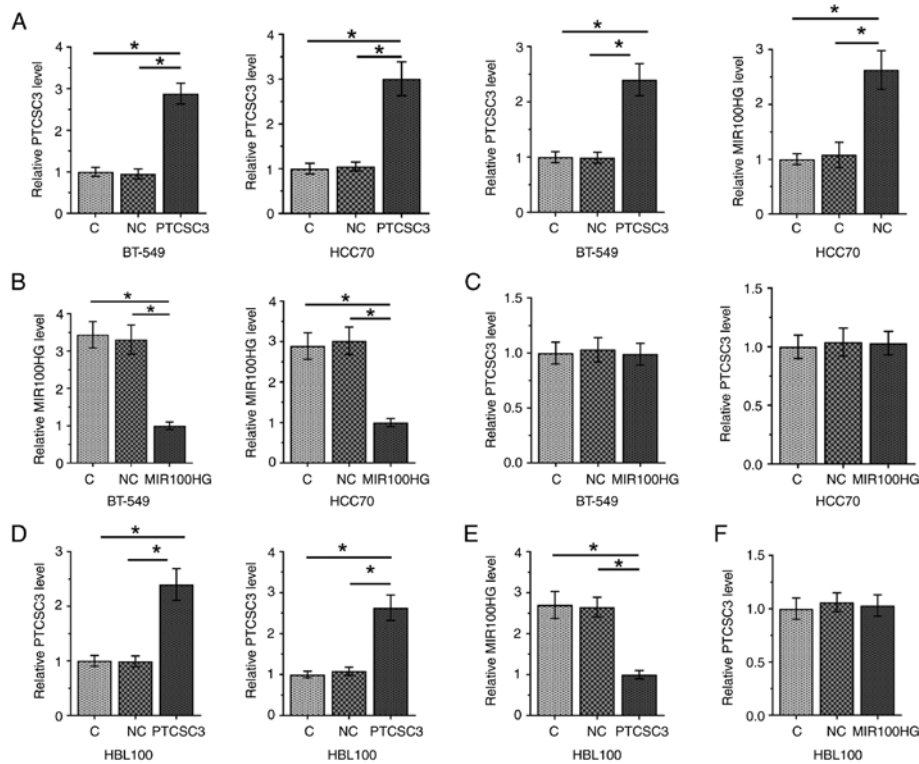 A
Relative PTCSC3 level
4
3
2
1
0
*
*
C NC PTCSC3
BT-549
Relative PTCSC3 level
4
3
2
1
0
*
*
C NC PTCSC3
HCC70
Relative PTCSC3 level
3
2
1
0
*
*
C NC PTCSC3
BT-549
Relative MIR100HG level
4
3
2
1
0
*
*
C C NC
HCC70
B
Relative MIR100HG level
4
3
2
1
0
*
*
C NC MIR100HG
BT-549
Relative MIR100HG level
4
3
2
1
0
*
*
C NC MIR100HG
HCC70
C
Relative PTCSC3 level
1.5
1.0
0.5
0.0
C NC MIR100HG
BT-549
Relative PTCSC3 level
1.5
1.0
0.5
0.0
C NC MIR100HG
HCC70
D
Relative PTCSC3 level
3
2
1
0
*
*
C NC PTCSC3
HBL100
Relative PTCSC3 level
4
3
2
1
0
*
*
C NC PTCSC3
HBL100
E
Relative MIR100HG level
4
3
2
1
0
*
*
C NC PTCSC3
HBL100
F
Relative PTCSC3 level
1.5
1.0
0.5
0.0
C NC MIR100HG
HBL100